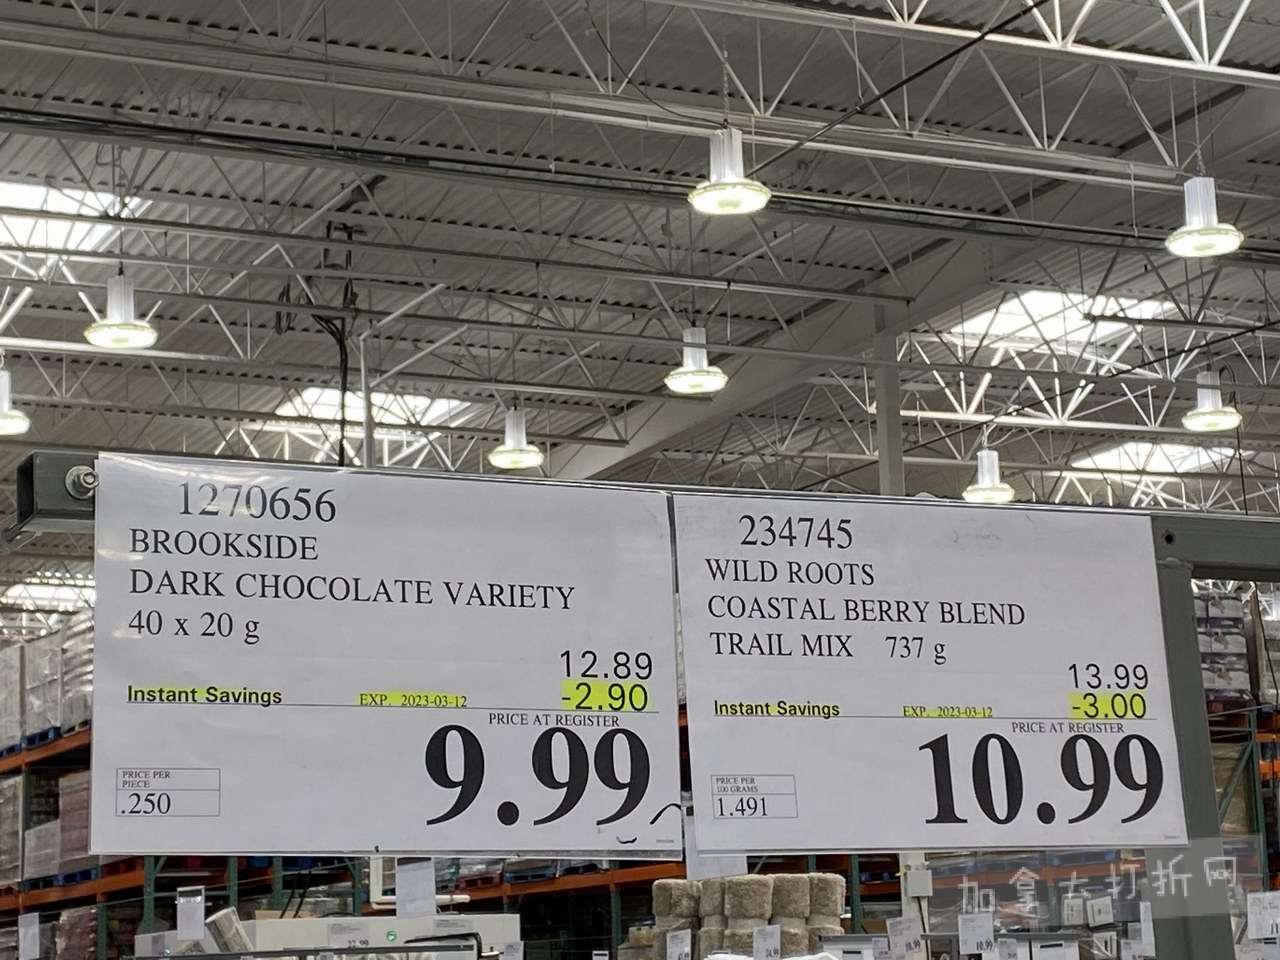 1270656
BROOKSIDE
DARK CHOCOLATE VARIETY
40 x 20 g
12.89
Instant Savings EXP. 2023-03-12 -2.90
PRICE AT REGISTER
9.99
PRICE PER
PIECE
.250
234745
WILD ROOTS
COASTAL BERRY BLEND
TRAIL MIX 737 g
13.99
Instant Savings EXP. 2023-03-12 -3.00
PRICE AT REGISTER
10.99
PRICE PER
100 GRAMS
1.491
加拿大打折网